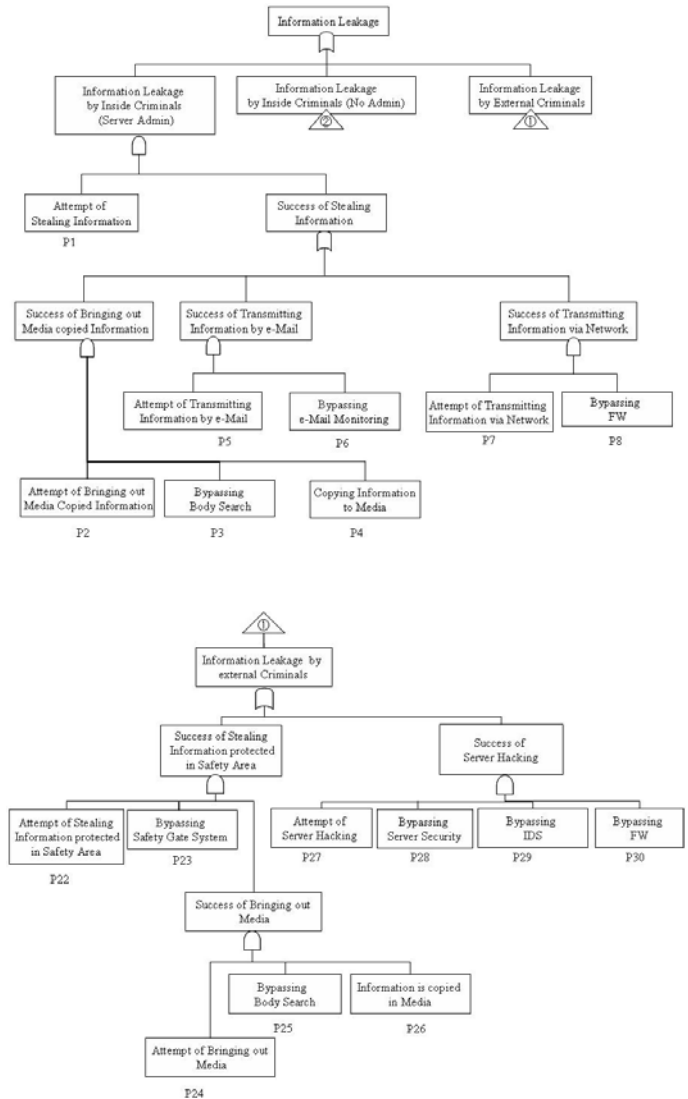 Information Leakage
Information Leakage
by Inside Criminals
(Server Admin)
Information Leakage
by Inside Criminals (No Admin)
②
Information Leakage
by External Criminals
①
Attempt of
Stealing Information
P1
Success of Stealing
Information
Success of Bringing out
Media copied Information
Success of Transmitting
Information by e-Mail
Success of Transmitting
Information via Network
Attempt of Transmitting
Information by e-Mail
P5
Bypassing
e-Mail Monitoring
P6
Attempt of Transmitting
Information via Network
P7
Bypassing
FW
P8
Attempt of Bringing out
Media Copied Information
P2
Bypassing
Body Search
P3
Copying Information
to Media
P4
①
Information Leakage by
external Criminals
Success of Stealing
Information protected
in Safety Area
Success of
Server Hacking
Attempt of Stealing
Information protected
in Safety Area
P22
Bypassing
Safety Gate System
P23
Attempt of
Server Hacking
P27
Bypassing
Server Security
P28
Bypassing
IDS
P29
Bypassing
FW
P30
Success of Bringing out
Media
Bypassing
Body Search
P25
Information is copied
in Media
P26
Attempt of Bringing out
Media
P24